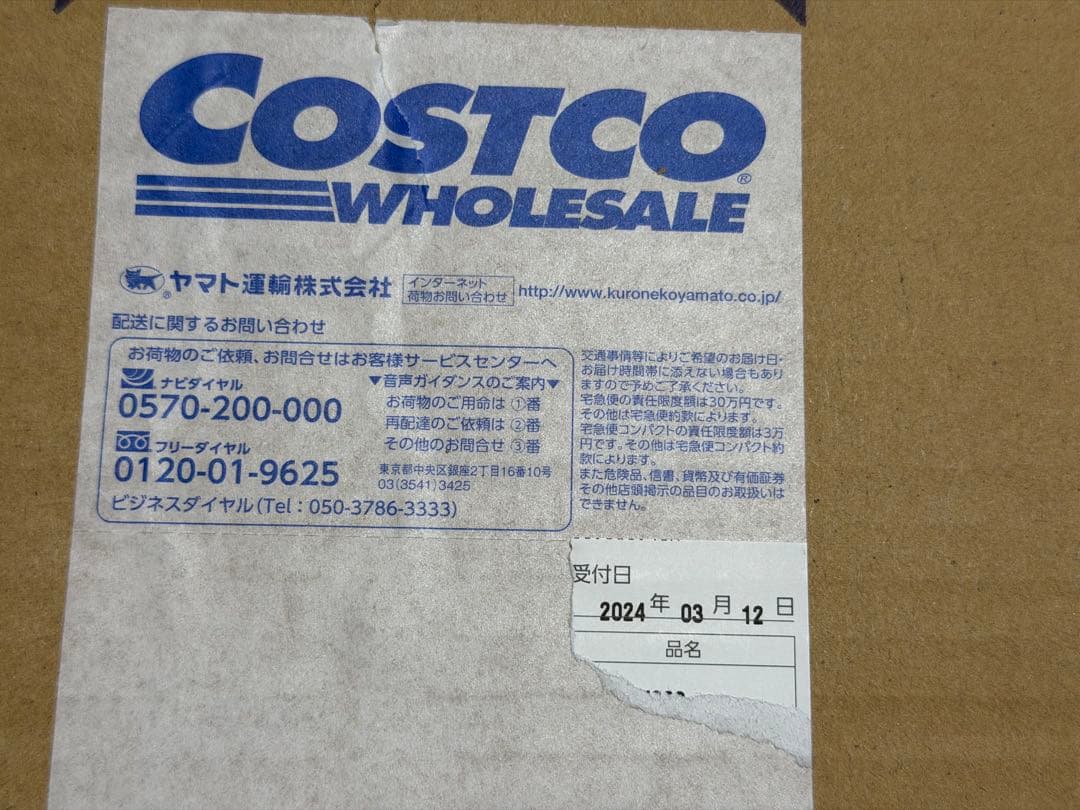 COSTCO®
WHOLESALE
ヤマト運輸株式会社 インターネット 荷物お問い合わせ http://www.kuronekoyamato.co.jp/
配送に関するお問い合わせ
お荷物のご依頼、お問合せはお客様サービスセンターへ
ナビダイヤル
0570-200-000
フリーダイヤル
0120-01-9625
▼音声ガイダンスのご案内▼
お荷物のご用命は ①番
再配達のご依頼は ②番
その他のお問合せ ③番
東京都中央区銀座2丁目16番10号
03(3541)3425
ビジネスダイヤル(Tel:050-3786-3333)
交通事情等によりご希望のお届け日・
お届け時間帯に添えない場合もあり
ますので予めご了承ください。
宅急便の責任限度額は30万円です。
その他は宅急便約款によります。
宅急便コンパクトの責任限度額は3万
円です。その他は宅急便コンパクト約
款によります。
また危険品、信書、貨幣及び有価証券
その他店頭掲示の品目のお取扱いは
できません。
受付日
2024年 03月 12日
品名